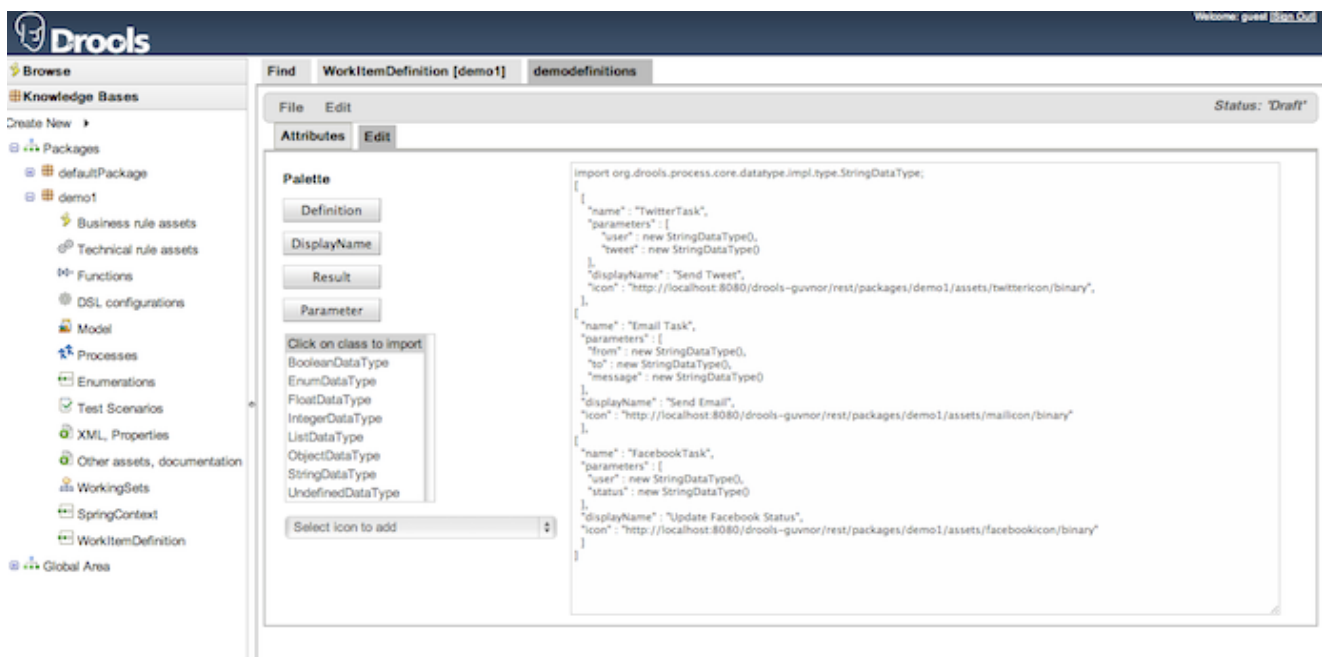 Welcome: guest [Sign Out]
Drools
Browse
Knowledge Bases
Create New
Packages
defaultPackage
demo1
Business rule assets
Technical rule assets
Functions
DSL configurations
Model
Processes
Enumerations
Test Scenarios
XML, Properties
Other assets, documentation
WorkingSets
SpringContext
WorkItemDefinition
Global Area
Find WorkItemDefinition [demo1] demodefinitions
File Edit Status: 'Draft'
Attributes Edit
Palette
Definition
DisplayName
Result
Parameter
Click on class to import
BooleanDataType
EnumDataType
FloatDataType
IntegerDataType
ListDataType
ObjectDataType
StringDataType
UndefinedDataType
Select icon to add
import org.drools.process.core.datatype.impl.type.StringDataType;
[
[
"name" : "TwitterTask",
"parameters" : [
"user" : new StringDataType(),
"tweet" : new StringDataType()
],
"displayName" : "Send Tweet",
"icon" : "http://localhost:8080/drools-guvnor/rest/packages/demo1/assets/twittericon/binary",
],
[
"name" : "Email Task",
"parameters" : [
"from" : new StringDataType(),
"to" : new StringDataType(),
"message" : new StringDataType()
],
"displayName" : "Send Email",
"icon" : "http://localhost:8080/drools-guvnor/rest/packages/demo1/assets/mailicon/binary"
],
[
"name" : "FacebookTask",
"parameters" : [
"user" : new StringDataType(),
"status" : new StringDataType()
],
"displayName" : "Update Facebook Status",
"icon" : "http://localhost:8080/drools-guvnor/rest/packages/demo1/assets/facebookicon/binary"
]
]